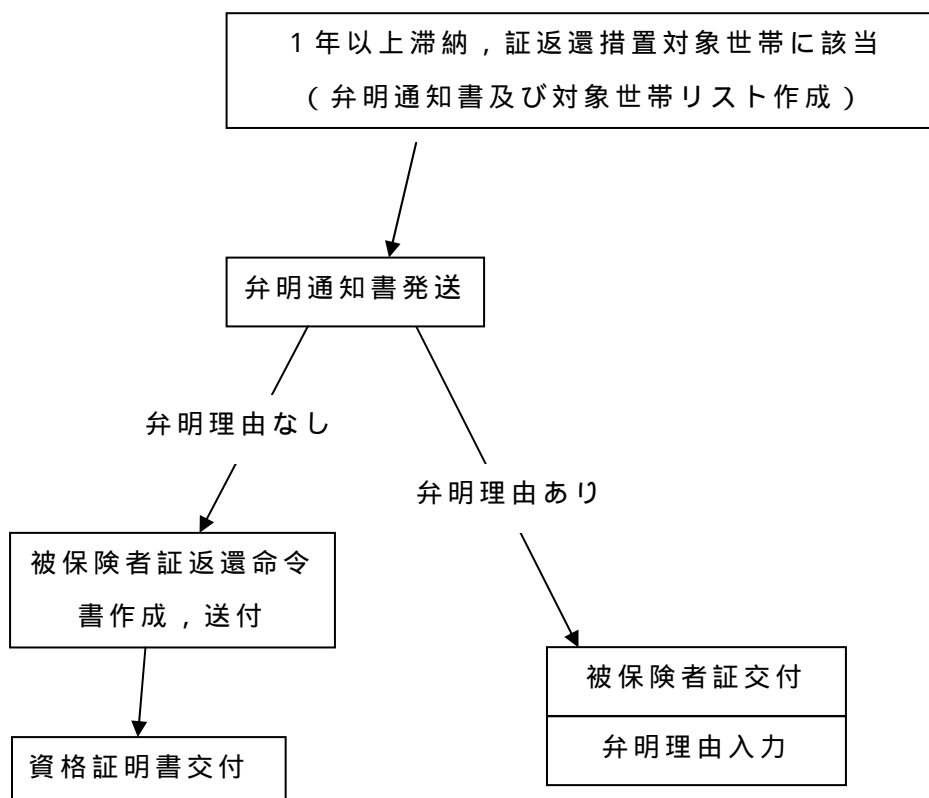 1年以上滞納,証返還措置対象世帯に該当
(弁明通知書及び対象世帯リスト作成)
弁明通知書発送
弁明理由なし
弁明理由あり
被保険者証返還命令
書作成,送付
被保険者証交付
弁明理由入力
資格証明書交付